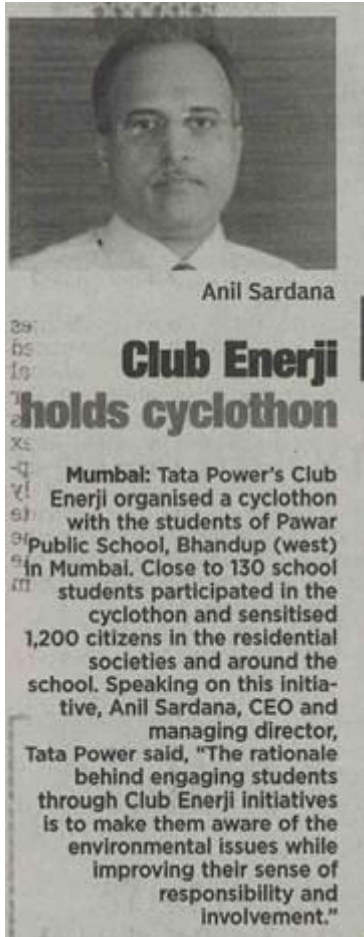 Anil Sardana
Club Enerji
holds cyclothon
Mumbai: Tata Power's Club
Enerji organised a cyclothon
with the students of Pawar
Public School, Bhandup (west)
in Mumbai. Close to 130 school
students participated in the
cyclothon and sensitised
1,200 citizens in the residential
societies and around the
school. Speaking on this initia-
tive, Anil Sardana, CEO and
managing director,
Tata Power said, “The rationale
behind engaging students
through Club Enerji initiatives
is to make them aware of the
environmental issues while
improving their sense of
responsibility and
involvement.”